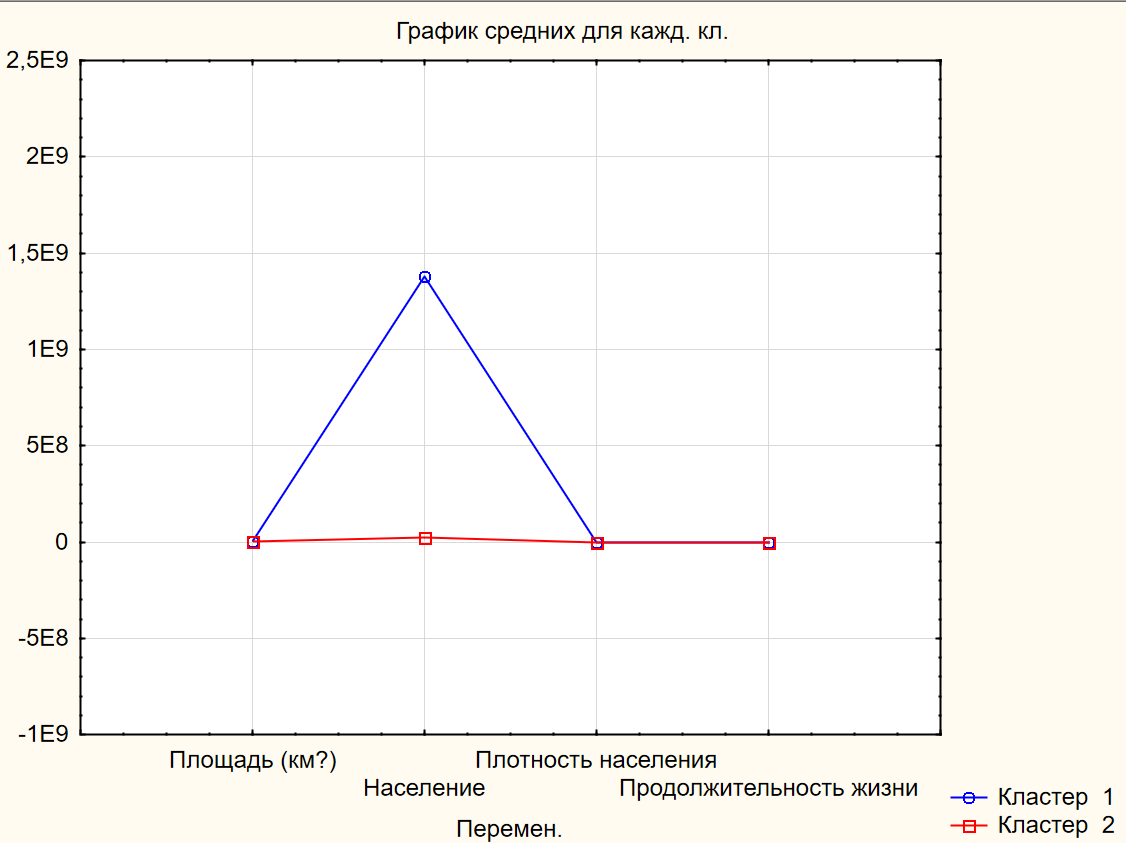 График средних для кажд. кл.
2,5E9
2E9
1,5E9
1E9
5E8
0
-5E8
-1E9
Площадь (км?)
Плотность населения
Население
Продолжительность жизни
Перемен.
Кластер 1
Кластер 2